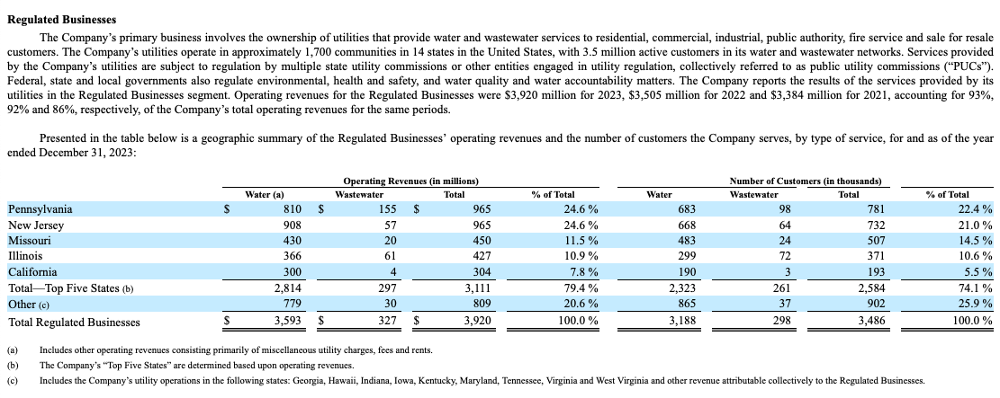 Regulated Businesses
The Company's primary business involves the ownership of utilities that provide water and wastewater services to residential, commercial, industrial, public authority, fire service and sale for resale
customers. The Company's utilities operate in approximately 1,700 communities in 14 states in the United States, with 3.5 million active customers in its water and wastewater networks. Services provided
by the Company's utilities are subject to regulation by multiple state utility commissions or other entities engaged in utility regulation, collectively referred to as public utility commissions ("PUCs").
Federal, state and local governments also regulate environmental, health and safety, and water quality and water accountability matters. The Company reports the results of the services provided by its
utilities in the Regulated Businesses segment. Operating revenues for the Regulated Businesses were $3,920 million for 2023, $3,505 million for 2022 and $3,384 million for 2021, accounting for 93%,
92% and 86%, respectively, of the Company's total operating revenues for the same periods.
Presented in the table below is a geographic summary of the Regulated Businesses' operating revenues and the number of customers the Company serves, by type of service, for and as of the year
ended December 31, 2023:
Operating Revenues (in millions) Number of Customers (in thousands)
Water (a) Wastewater Total % of Total Water Wastewater Total % of Total
Pennsylvania $ 810 $ 155 $ 965 24.6 % 683 98 781 22.4 %
New Jersey 908 57 965 24.6 % 668 64 732 21.0 %
Missouri 430 20 450 11.5 % 483 24 507 14.5 %
Illinois 366 61 427 10.9 % 299 72 371 10.6 %
California 300 4 304 7.8 % 190 3 193 5.5 %
Total—Top Five States (b) 2,814 297 3,111 79.4 % 2,323 261 2,584 74.1 %
Other (c) 779 30 809 20.6 % 865 37 902 25.9 %
Total Regulated Businesses $ 3,593 $ 327 $ 3,920 100.0 % 3,188 298 3,486 100.0 %
(a) Includes other operating revenues consisting primarily of miscellaneous utility charges, fees and rents.
(b) The Company's "Top Five States" are determined based upon operating revenues.
(c) Includes the Company's utility operations in the following states: Georgia, Hawaii, Indiana, Iowa, Kentucky, Maryland, Tennessee, Virginia and West Virginia and other revenue attributable collectively to the Regulated Businesses.